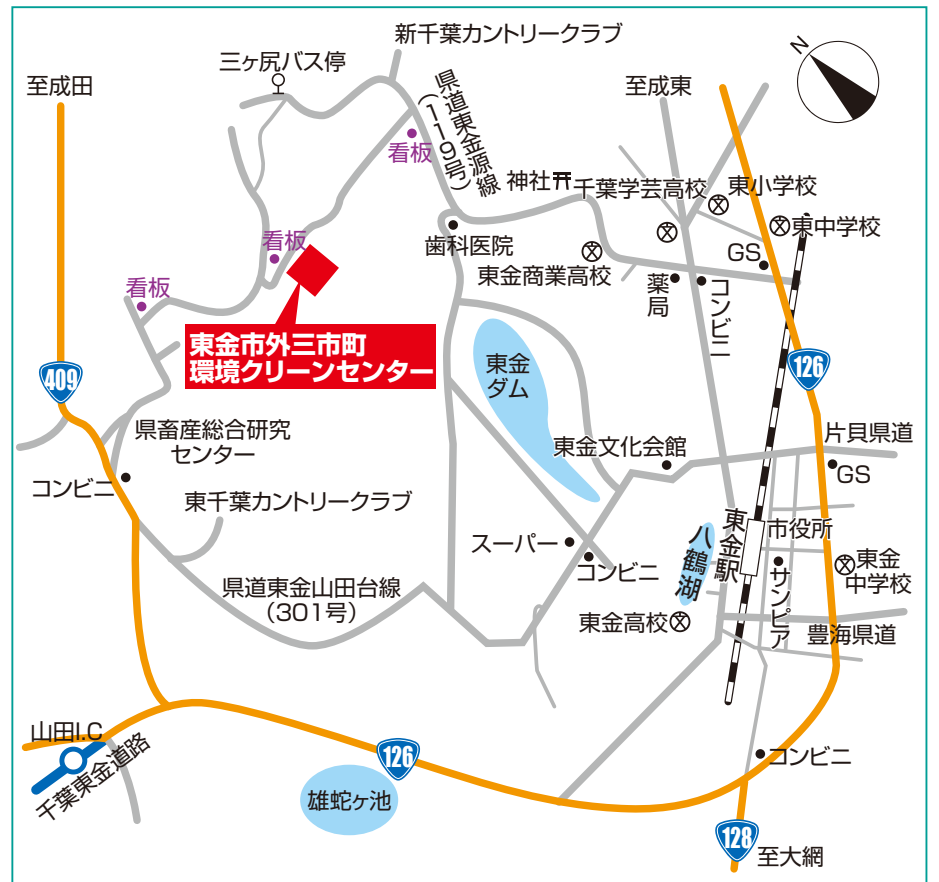 新千葉カントリークラブ
三ヶ尻バス停
至成田
至成東
N
県道東金源線
(119号)
看板
神社
千葉学芸高校
東小学校
東中学校
看板
歯科医院
東金商業高校
GS
看板
薬局
コンビニ
東金市外三市町
環境クリーンセンター
東金
ダム
409
126
県畜産総合研究
センター
東金文化会館
片貝県道
コンビニ
GS
東千葉カントリークラブ
スーパー
コンビニ
八鶴湖
東金駅
市役所
サンピア
東金
中学校
県道東金山田台線
(301号)
東金高校
豊海県道
山田I.C
千葉東金道路
126
コンビニ
雄蛇ヶ池
128
至大網